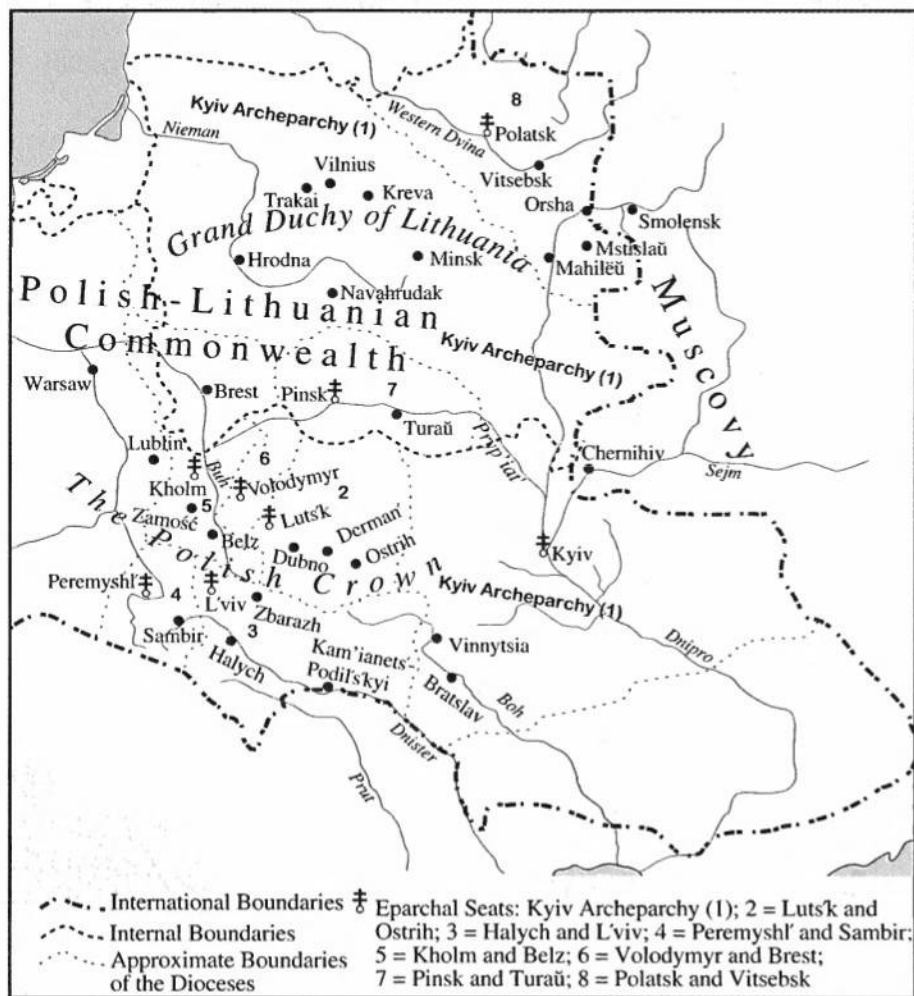 8
Kyiv Archeparchy (1)
Western Dvina
Polatsk
Nieman
Vilnius
Vitsebsk
Trakai
Kreva
Orsha
Smolensk
Grand Duchy of Lithuania
Mstislaŭ
Hrodna
Minsk
Mahilëŭ
Muscovy
Navahrudak
Polish-Lithuanian
Commonwealth
Kyiv Archeparchy (1)
Warsaw
Brest
Pinsk
7
Turaŭ
Pryp'iat'
Lublin
Buh
6
Chernihiv
Sejm
Kholm
Volodymyr
2
5
Zamość
Luts'k
The Polish Crown
Belz
Derman'
Dubno
Ostrih
Kyiv
Peremyshl'
4
L'viv
Zbarazh
Kyiv Archeparchy (1)
Sambir
3
Halych
Vinnytsia
Dnipro
Kam'ianets'-
Podil's'kyi
Bratslav
Boh
Dnister
Prut
International Boundaries
Internal Boundaries
Approximate Boundaries
of the Dioceses
Eparchal Seats: Kyiv Archeparchy (1); 2 = Luts'k and
Ostrih; 3 = Halych and L'viv; 4 = Peremyshl' and Sambir;
5 = Kholm and Belz; 6 = Volodymyr and Brest;
7 = Pinsk and Turaŭ; 8 = Polatsk and Vitsebsk